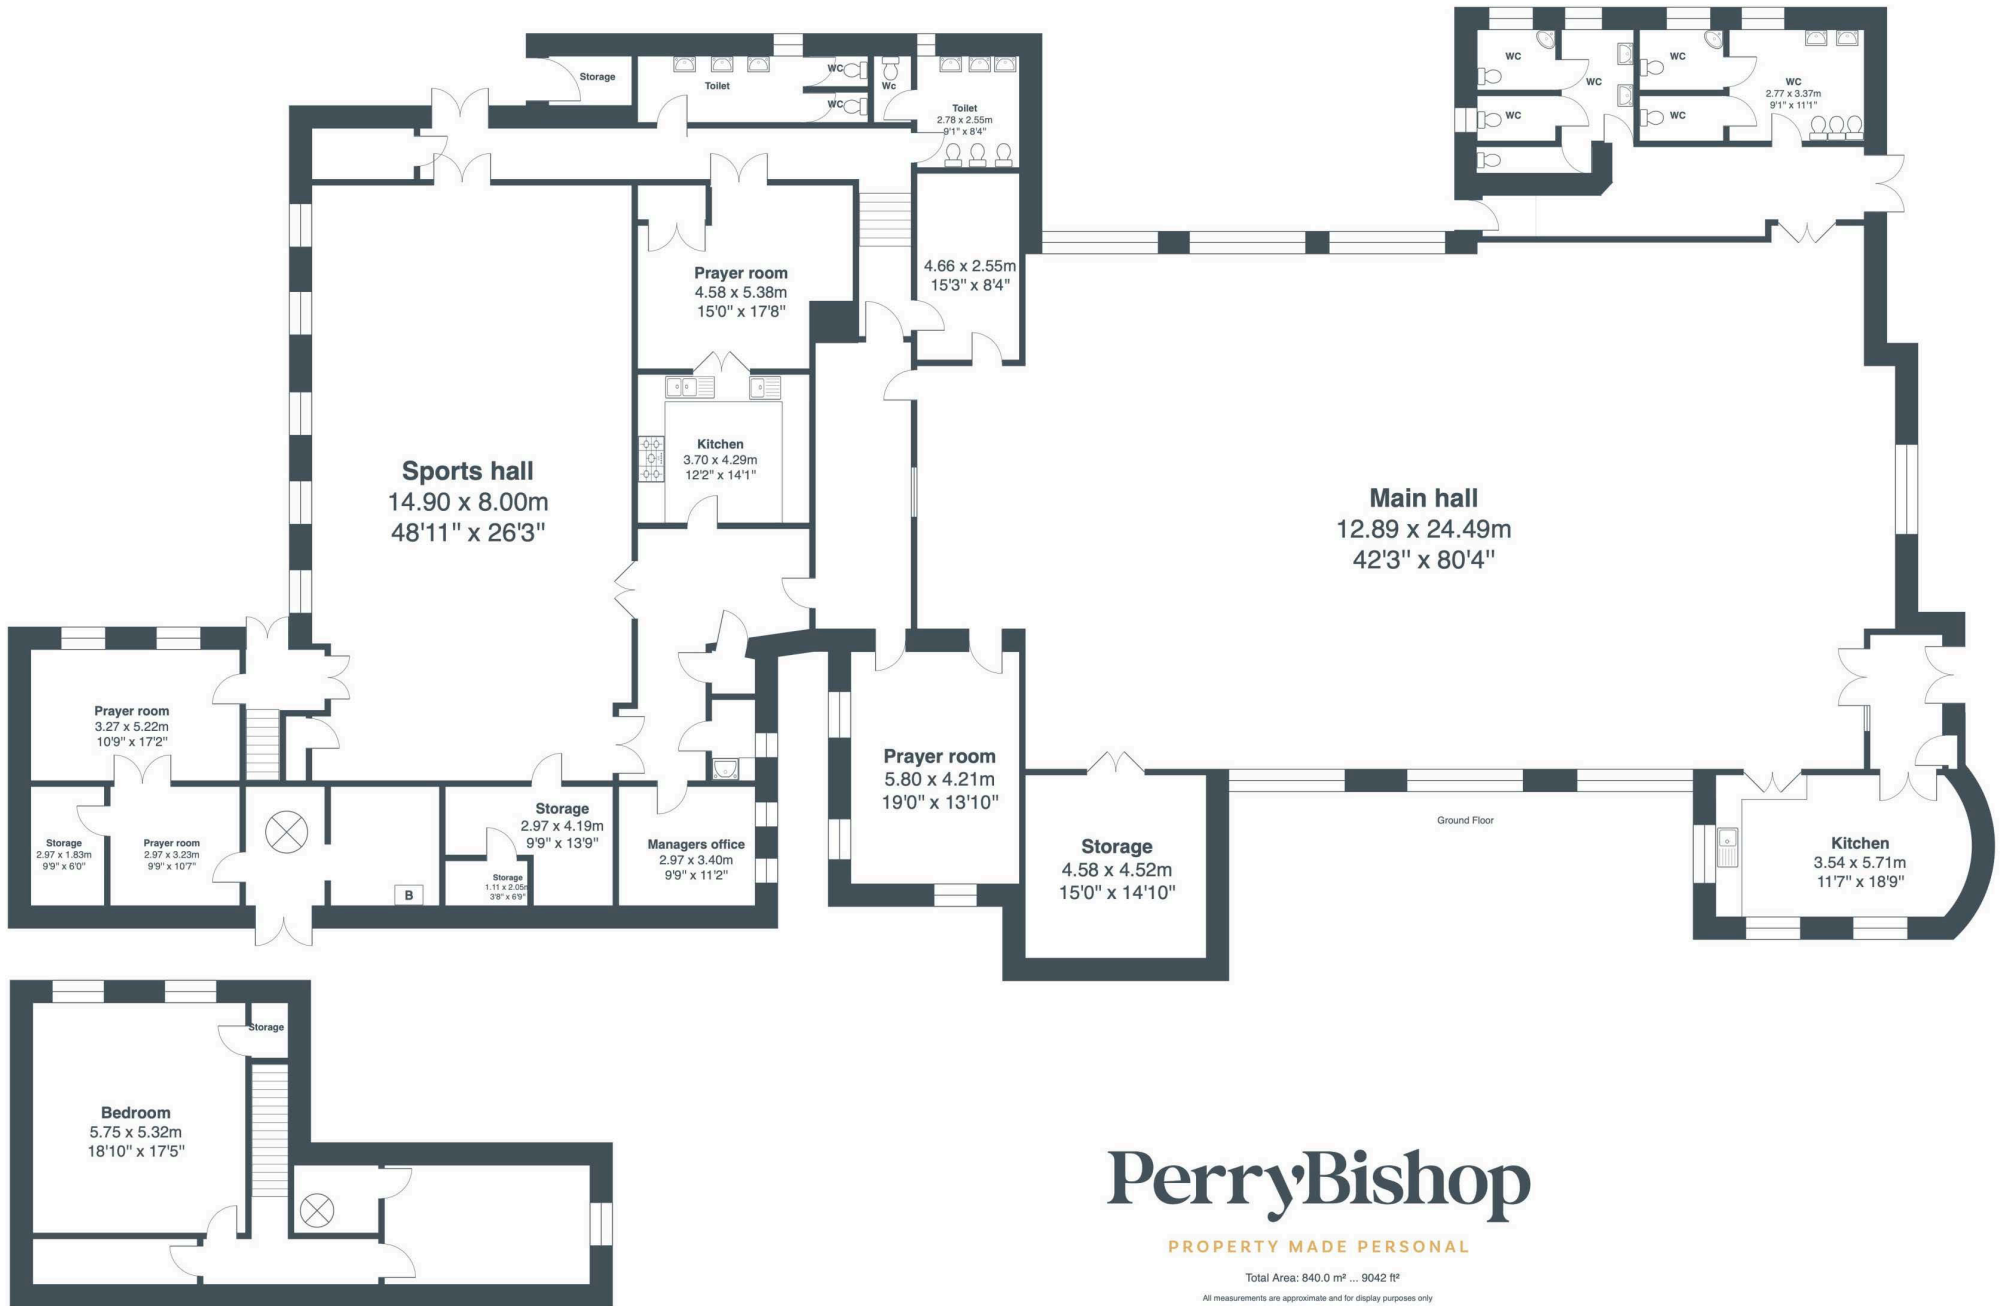 Storage
Toilet
WC
WC
Wc
Toilet
2.78 x 2.55m
9'1" x 8'4"
WC
WC
WC
WC
WC
WC
2.77 x 3.37m
9'1" x 11'1"
Prayer room
4.58 x 5.38m
15'0" x 17'8"
4.66 x 2.55m
15'3" x 8'4"
Kitchen
3.70 x 4.29m
12'2" x 14'1"
Sports hall
14.90 x 8.00m
48'11" x 26'3"
Main hall
12.89 x 24.49m
42'3" x 80'4"
Prayer room
3.27 x 5.22m
10'9" x 17'2"
Storage
2.97 x 1.83m
9'9" x 6'0"
Prayer room
2.97 x 3.23m
9'9" x 10'7"
B
Storage
2.97 x 4.19m
9'9" x 13'9"
Storage
1.11 x 2.05m
3'8" x 6'9"
Managers office
2.97 x 3.40m
9'9" x 11'2"
Prayer room
5.80 x 4.21m
19'0" x 13'10"
Storage
4.58 x 4.52m
15'0" x 14'10"
Ground Floor
Kitchen
3.54 x 5.71m
11'7" x 18'9"
Storage
Bedroom
5.75 x 5.32m
18'10" x 17'5"
PerryBishop
PROPERTY MADE PERSONAL
Total Area: 840.0 m² ... 9042 ft²
All measurements are approximate and for display purposes only